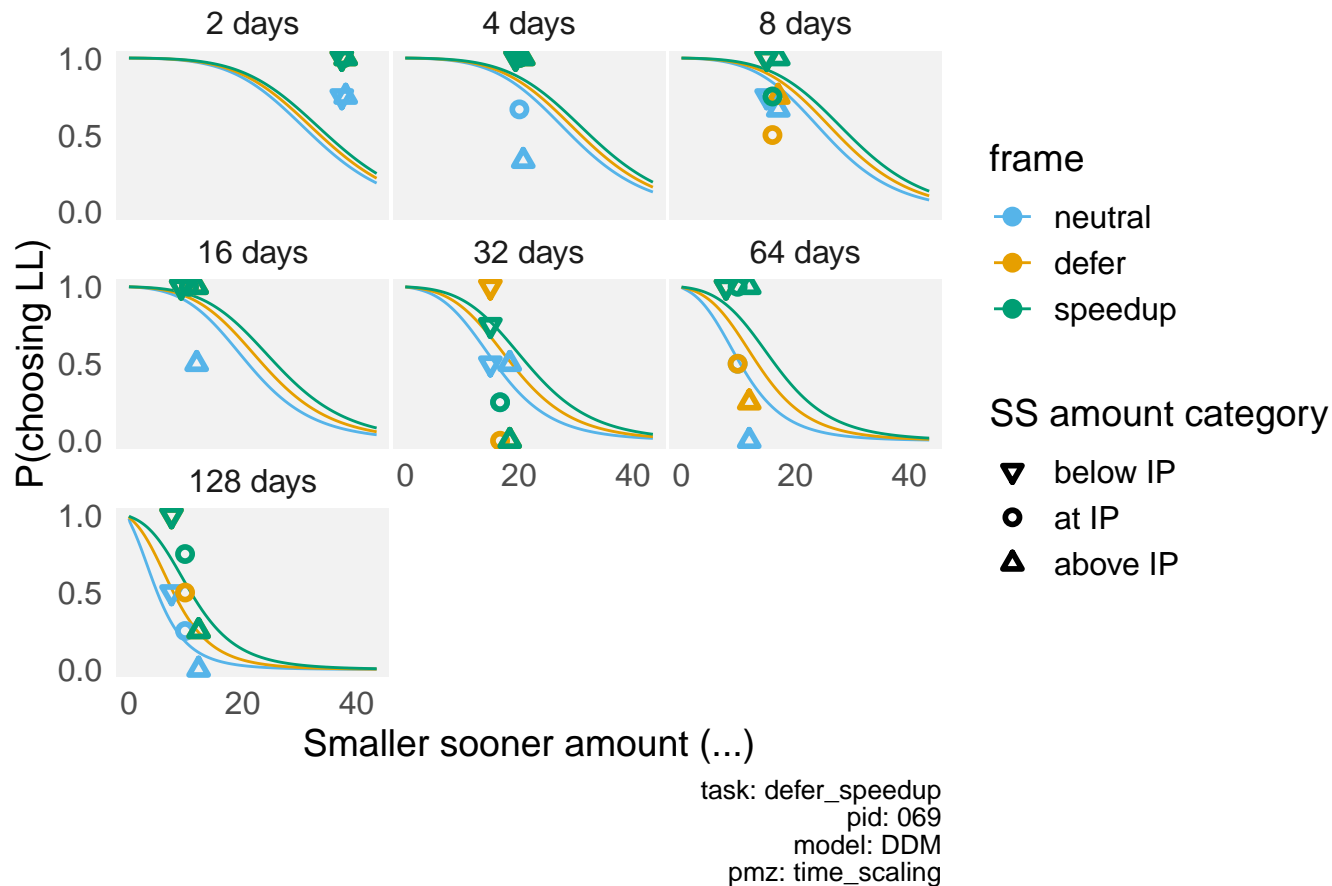 2 days
4 days
8 days
1.0
0.5
0.0
16 days
32 days
64 days
1.0
0.5
0.0
0 20 40
0 20 40
128 days
1.0
0.5
0.0
0 20 40
P(choosing LL)
Smaller sooner amount (...)
frame
neutral
defer
speedup
SS amount category
below IP
at IP
above IP
task: defer_speedup
pid: 069
model: DDM
pmz: time_scaling